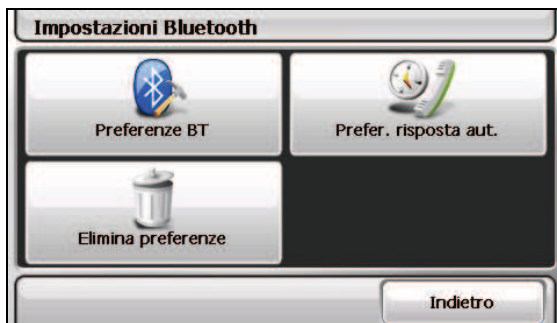 Impostazioni Bluetooth
Preferenze BT
Prefer. risposta aut.
Elimina preferenze
Indietro